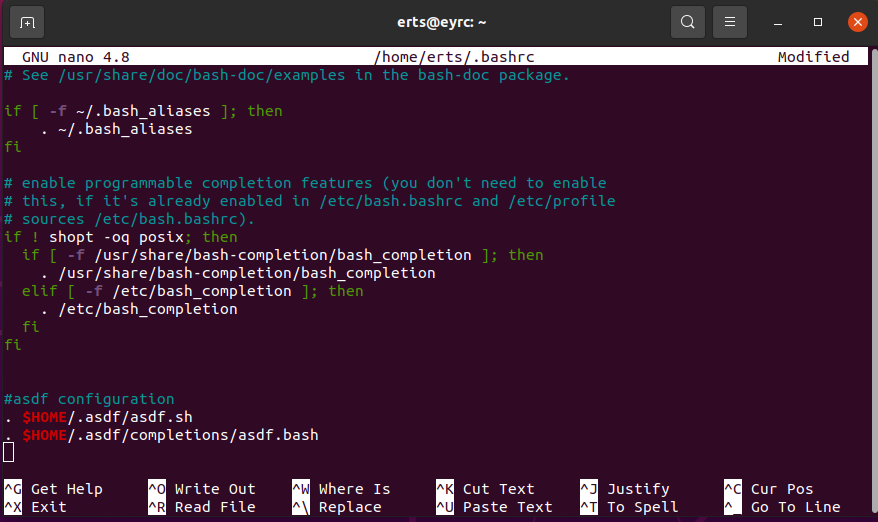 erts@eyrc: ~
GNU nano 4.8 /home/erts/.bashrc Modified
# See /usr/share/doc/bash-doc/examples in the bash-doc package.
if [ -f ~/.bash_aliases ]; then
    . ~/.bash_aliases
fi
# enable programmable completion features (you don't need to enable
# this, if it's already enabled in /etc/bash.bashrc and /etc/profile
# sources /etc/bash.bashrc).
if ! shopt -oq posix; then
  if [ -f /usr/share/bash-completion/bash_completion ]; then
    . /usr/share/bash-completion/bash_completion
  elif [ -f /etc/bash_completion ]; then
    . /etc/bash_completion
  fi
fi
#asdf configuration
. $HOME/.asdf/asdf.sh
. $HOME/.asdf/completions/asdf.bash
^G Get Help ^O Write Out ^W Where Is ^K Cut Text ^J Justify ^C Cur Pos
^X Exit ^R Read File ^\ Replace ^U Paste Text ^T To Spell ^_ Go To Line